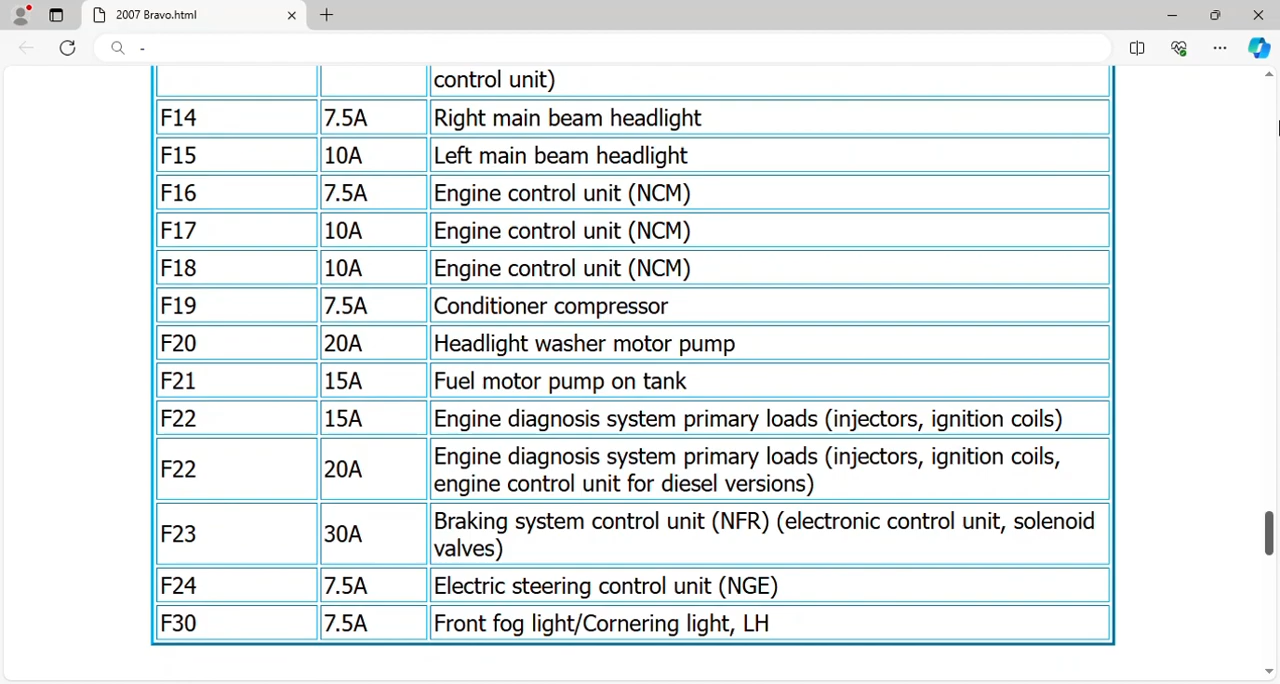 2007 Bravo.html
-
control unit)
F14 7.5A Right main beam headlight
F15 10A Left main beam headlight
F16 7.5A Engine control unit (NCM)
F17 10A Engine control unit (NCM)
F18 10A Engine control unit (NCM)
F19 7.5A Conditioner compressor
F20 20A Headlight washer motor pump
F21 15A Fuel motor pump on tank
F22 15A Engine diagnosis system primary loads (injectors, ignition coils)
F22 20A Engine diagnosis system primary loads (injectors, ignition coils,
engine control unit for diesel versions)
F23 30A Braking system control unit (NFR) (electronic control unit, solenoid
valves)
F24 7.5A Electric steering control unit (NGE)
F30 7.5A Front fog light/Cornering light, LH